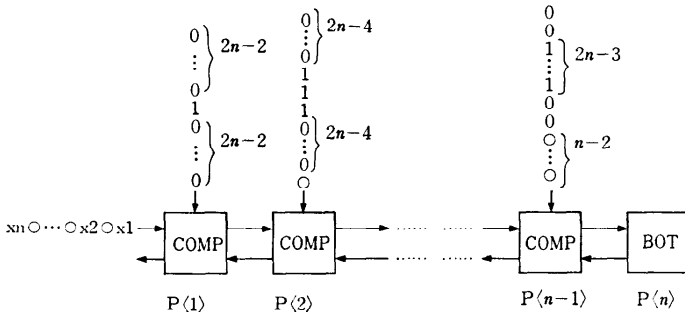 0
⋮
0
} 2n−2
1
0
⋮
0
} 2n−2
0
⋮
0
} 2n−4
1
1
1
0
⋮
0
} 2n−4
○
0
0
1
⋮
1
} 2n−3
0
0
○
⋮
○
} n−2
xn○⋯○x2○x1
COMP
COMP
COMP
BOT
P⟨1⟩
P⟨2⟩
P⟨n−1⟩
P⟨n⟩